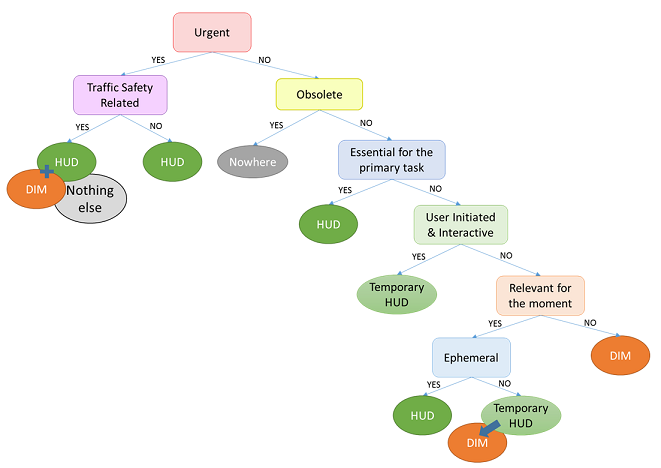 Urgent
YES
NO
Traffic Safety
Related
Obsolete
YES
NO
YES
NO
HUD
HUD
Nowhere
Essential for the
primary task
DIM
Nothing
else
YES
NO
HUD
User Initiated
& Interactive
YES
NO
Temporary
HUD
Relevant for
the moment
YES
NO
Ephemeral
DIM
YES
NO
HUD
Temporary
HUD
DIM